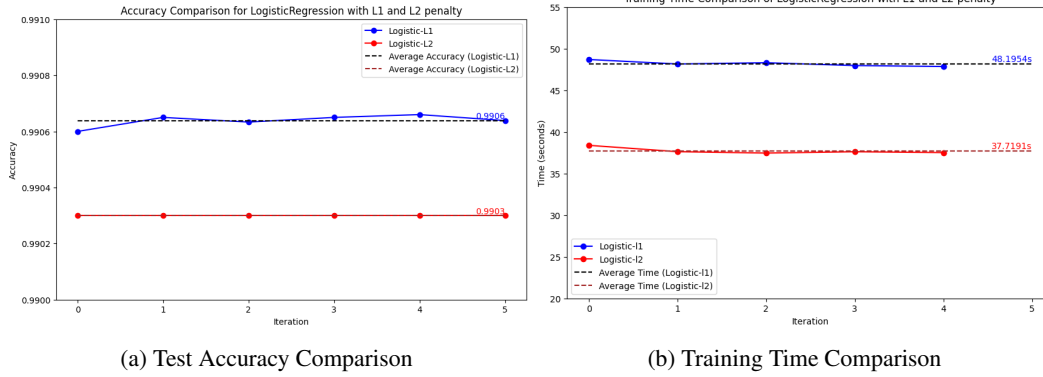 Accuracy Comparison for LogisticRegression with L1 and L2 penalty
0.9910
0.9908
0.9906
0.9904
0.9902
0.9900
Accuracy
Logistic-L1
Logistic-L2
Average Accuracy (Logistic-L1)
Average Accuracy (Logistic-L2)
0.9906
0.9903
0 1 2 3 4 5
Iteration
(a) Test Accuracy Comparison
Training Time Comparison of LogisticRegression with L1 and L2 penalty
55
50
45
40
35
30
25
20
Time (seconds)
48.1954s
37.7191s
Logistic-l1
Logistic-l2
Average Time (Logistic-l1)
Average Time (Logistic-l2)
0 1 2 3 4 5
Iteration
(b) Training Time Comparison